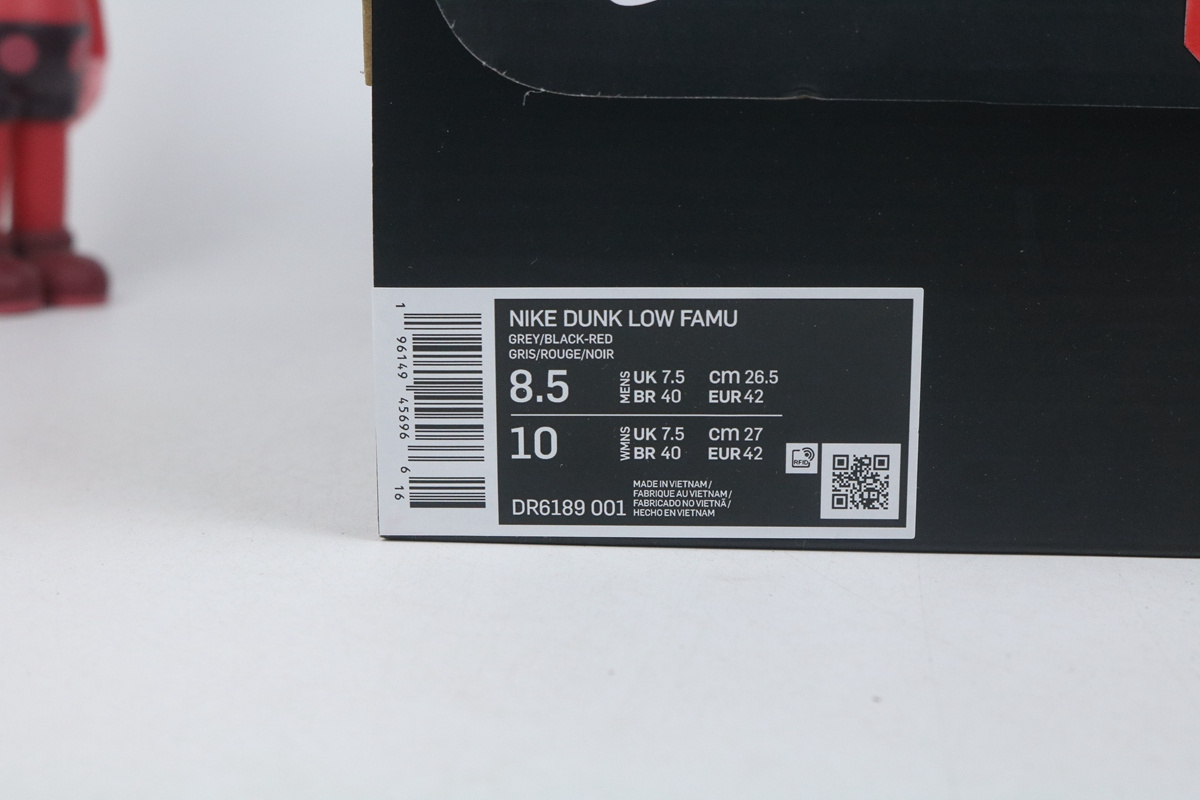 1
96149
45696
6
16
NIKE DUNK LOW FAMU
GREY/BLACK-RED
GRIS/ROUGE/NOIR
8.5
MENS
UK 7.5 cm 26.5
BR 40 EUR 42
10
WMNS
UK 7.5 cm 27
BR 40 EUR 42
RFID
DR6189 001
MADE IN VIETNAM /
FABRIQUE AU VIETNAM /
FABRICADO NO VIETNÃ /
HECHO EN VIETNAM